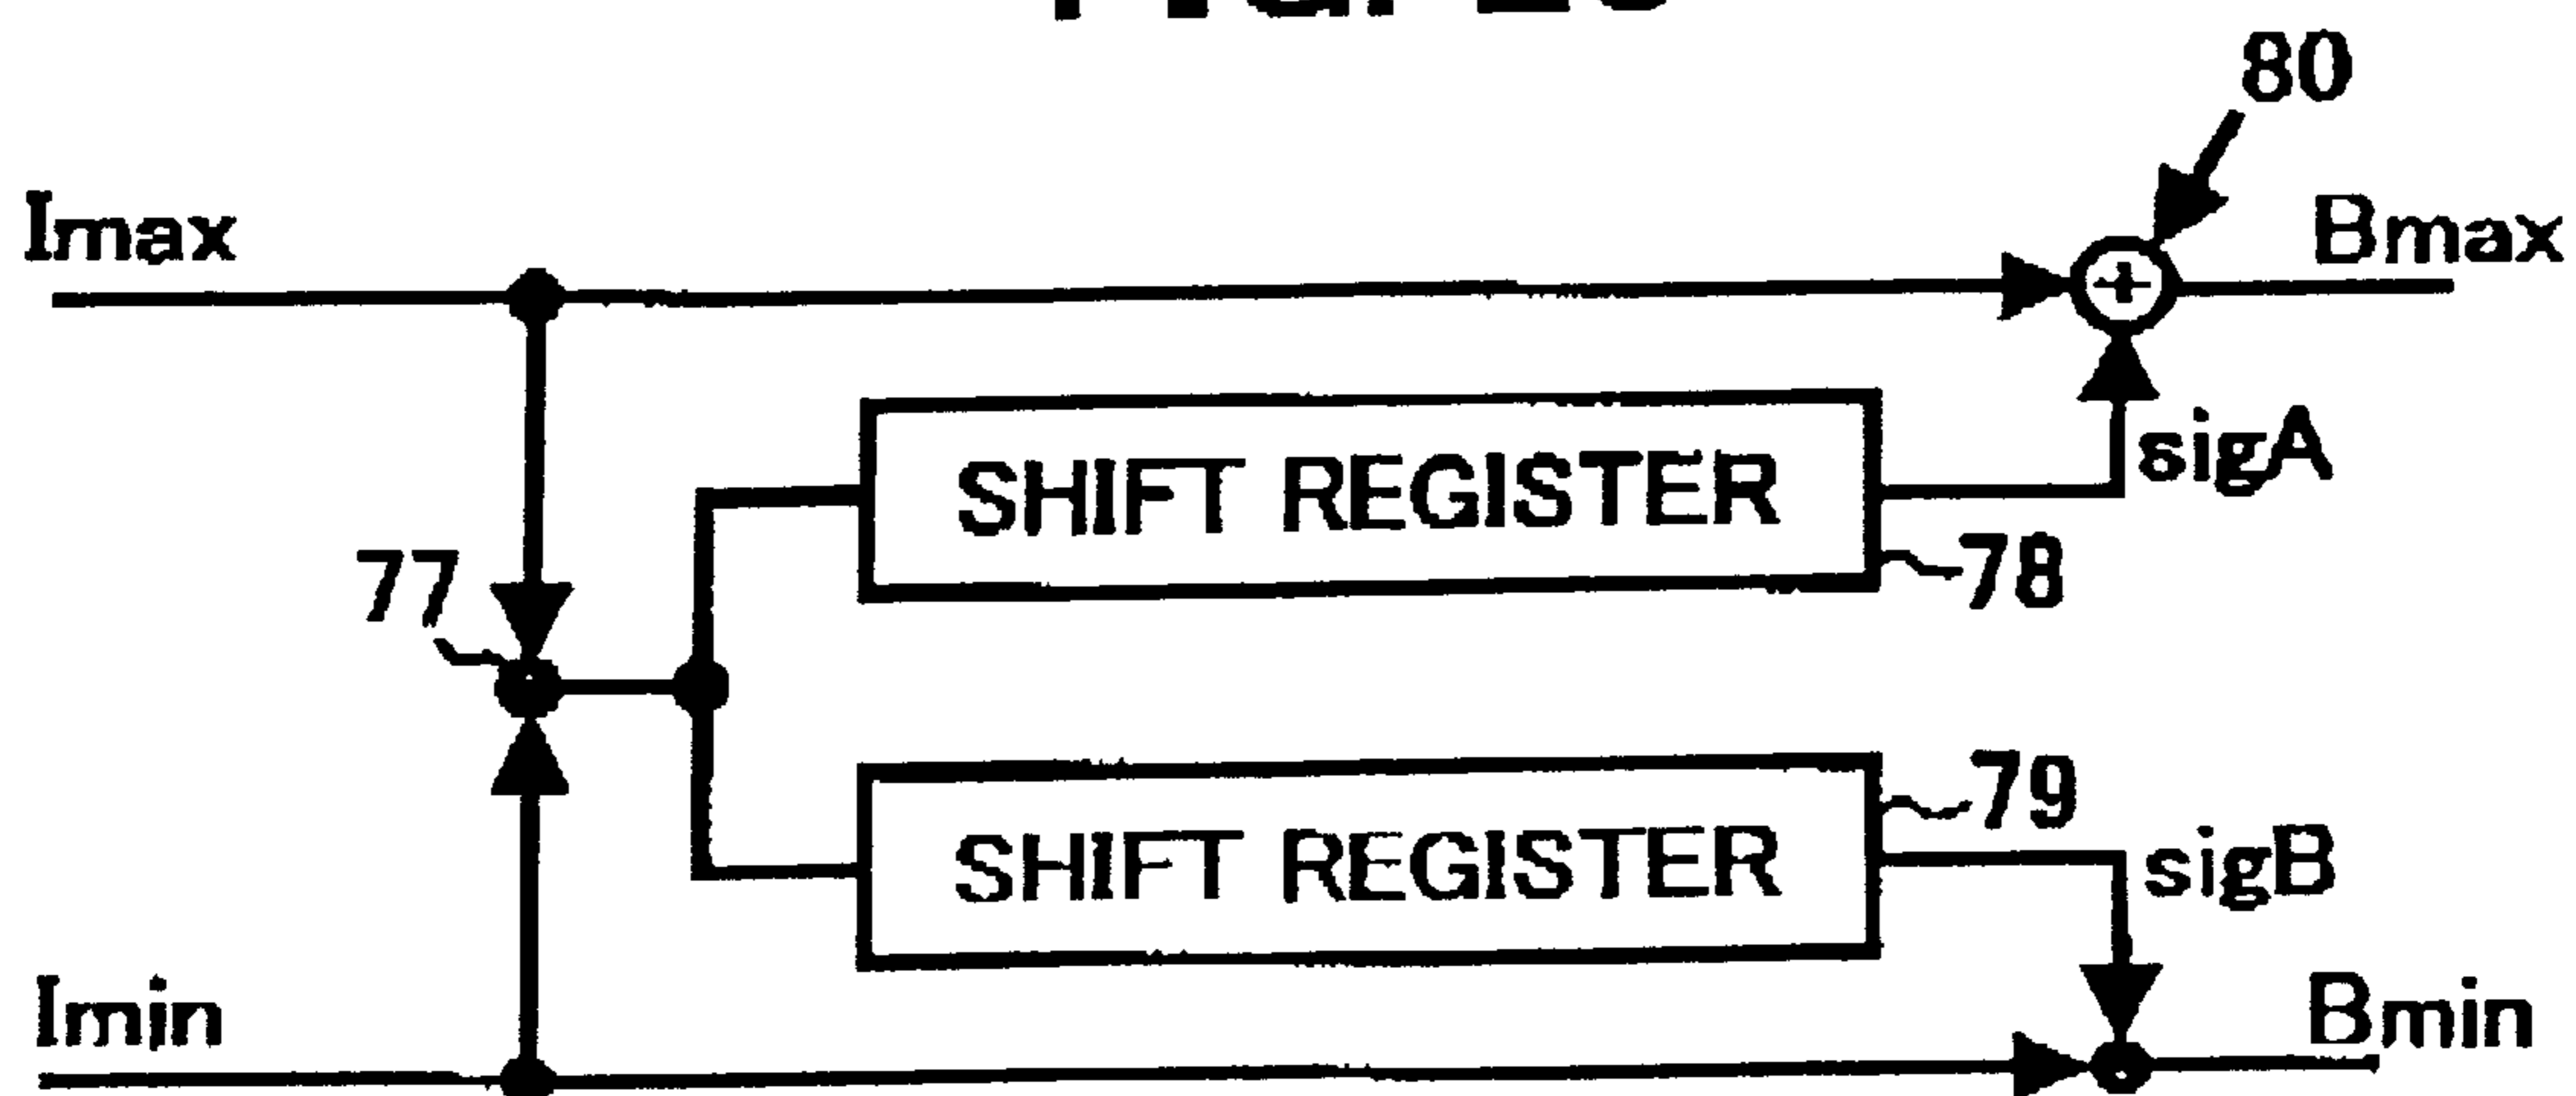 80
Imax
Bmax
SHIFT REGISTER
sigA
78
77
79
SHIFT REGISTER
sigB
Imin
Bmin